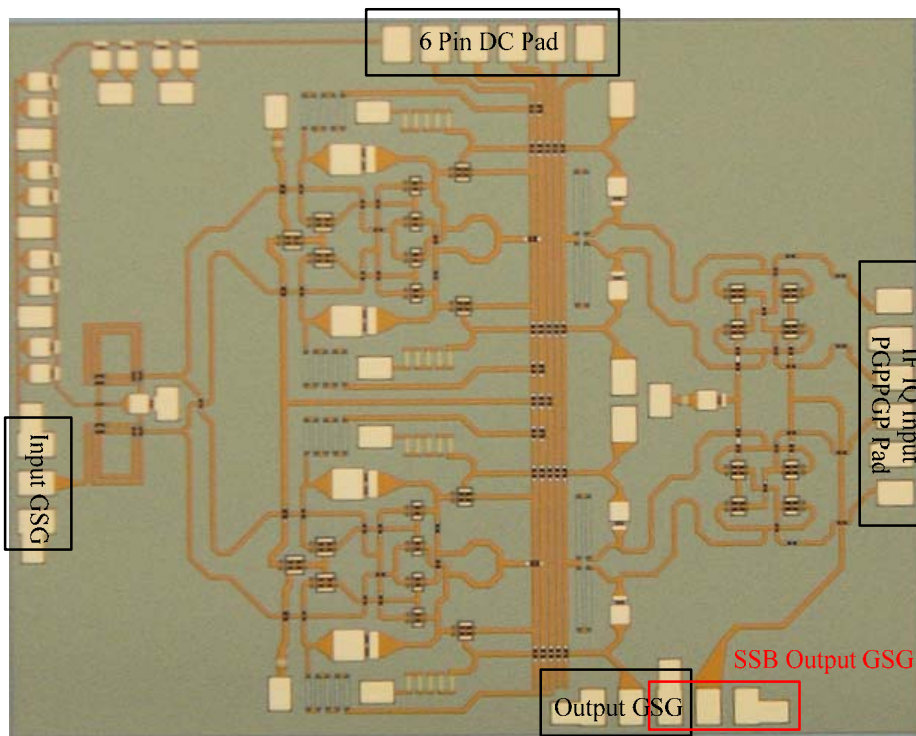 6 Pin DC Pad
IF IQ Input
PGPPGP Pad
Input GSG
SSB Output GSG
Output GSG